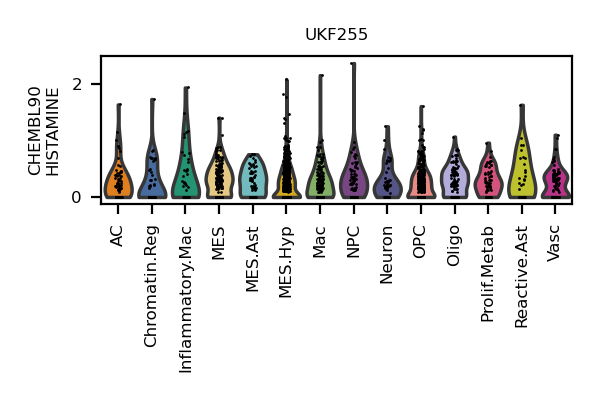 UKF255
CHEMBL90
HISTAMINE
2
0
AC
Chromatin.Reg
Inflammatory.Mac
MES
MES.Ast
MES.Hyp
Mac
NPC
Neuron
OPC
Oligo
Prolif.Metab
Reactive.Ast
Vasc